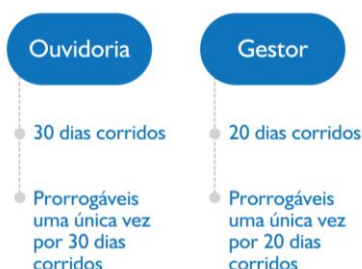 Ouvidoria
30 dias corridos
Prorrogáveis
uma única vez
por 30 dias
corridos
Gestor
20 dias corridos
Prorrogáveis
uma única vez
por 20 dias
corridos